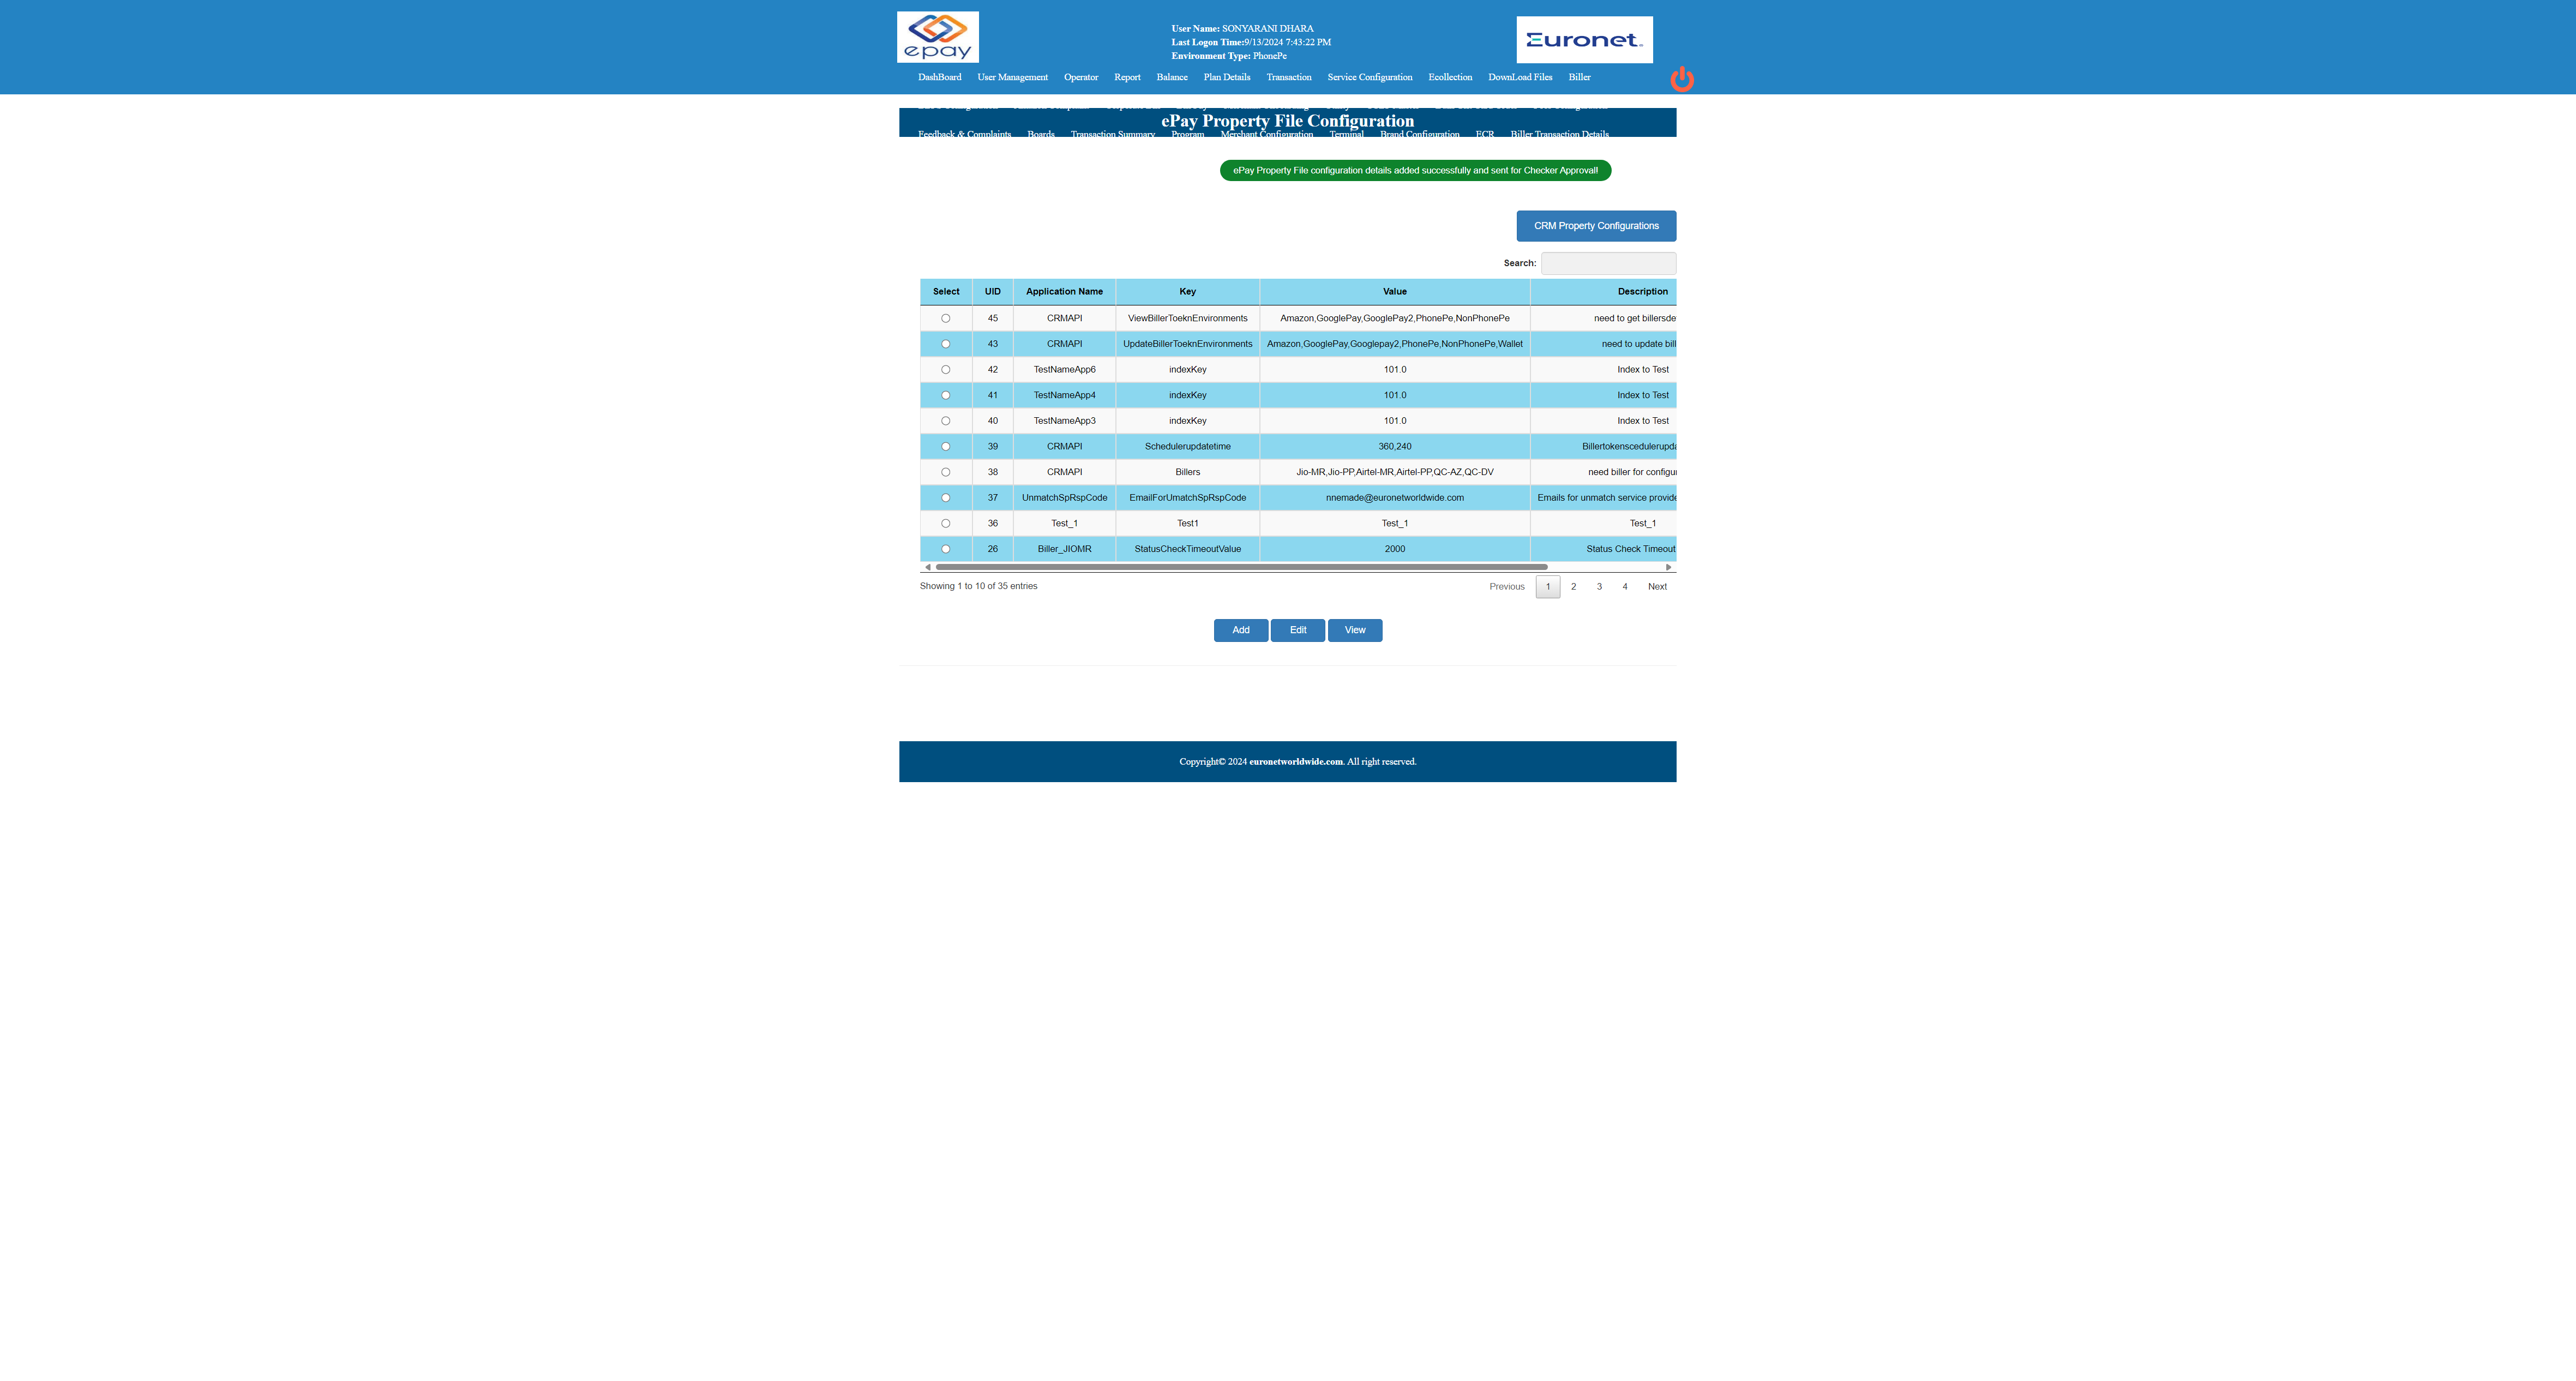 epay
User Name: SONYARANI DHARA
Last Logon Time:9/13/2024 7:43:22 PM
Environment Type: PhonePe
Euronet
DashBoard User Management Operator Report Balance Plan Details Transaction Service Configuration Ecollection DownLoad Files Biller
ePay Property File Configuration
Feedback & Complaints Boards Transaction Summary Program Merchant Configuration Terminal Brand Configuration ECR Biller Transaction Details
ePay Property File configuration details added successfully and sent for Checker Approval!
CRM Property Configurations
Search:
Select UID Application Name Key Value Description
45 CRMAPI ViewBillerToeknEnvironments Amazon,GooglePay,GooglePay2,PhonePe,NonPhonePe need to get billersde
43 CRMAPI UpdateBillerToeknEnvironments Amazon,GooglePay,Googlepay2,PhonePe,NonPhonePe,Wallet need to update bill
42 TestNameApp6 indexKey 101.0 Index to Test
41 TestNameApp4 indexKey 101.0 Index to Test
40 TestNameApp3 indexKey 101.0 Index to Test
39 CRMAPI Schedulerupdatetime 360,240 Billertokenscedulerupda
38 CRMAPI Billers Jio-MR,Jio-PP,Airtel-MR,Airtel-PP,QC-AZ,QC-DV need biller for configu
37 UnmatchSpRspCode EmailForUmatchSpRspCode nnemade@euronetworldwide.com Emails for unmatch service provide
36 Test_1 Test1 Test_1 Test_1
26 Biller_JIOMR StatusCheckTimeoutValue 2000 Status Check Timeout
Showing 1 to 10 of 35 entries
Previous 1 2 3 4 Next
Add Edit View
Copyright© 2024 euronetworldwide.com. All right reserved.